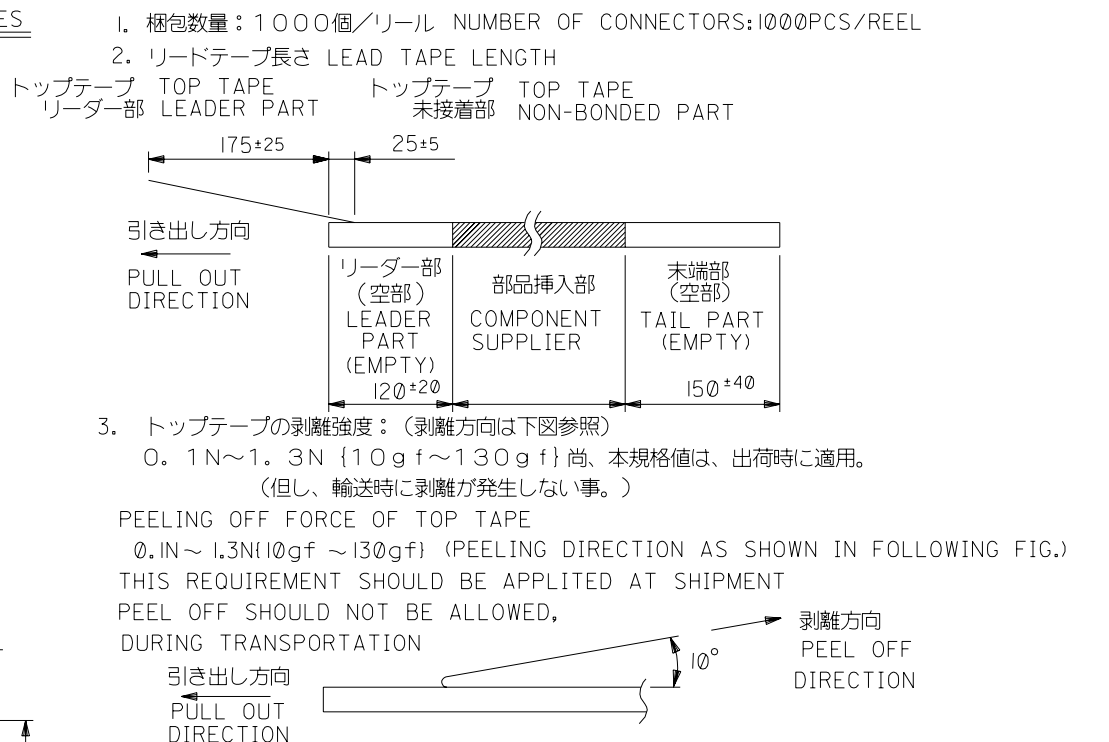 ES
1. 梱包数量：1000個／リール NUMBER OF CONNECTORS:1000PCS/REEL
2. リードテープ長さ LEAD TAPE LENGTH
トップテープ TOP TAPE
リーダー部 LEADER PART
トップテープ TOP TAPE
未接着部 NON-BONDED PART
175±25
25±5
引き出し方向
PULL OUT
DIRECTION
リーダー部
（空部）
LEADER
PART
(EMPTY)
120±20
部品挿入部
COMPONENT
SUPPLIER
末端部
（空部）
TAIL PART
(EMPTY)
150±40
3. トップテープの剥離強度：（剥離方向は下図参照）
0．1N～1．3N {10gf～130gf}尚、本規格値は、出荷時に適用。
（但し、輸送時に剥離が発生しない事。）
PEELING OFF FORCE OF TOP TAPE
0.1N～1.3N{10gf ～130gf} (PEELING DIRECTION AS SHOWN IN FOLLOWING FIG.)
THIS REQUIREMENT SHOULD BE APPLITED AT SHIPMENT
PEEL OFF SHOULD NOT BE ALLOWED,
DURING TRANSPORTATION
引き出し方向
PULL OUT
DIRECTION
10°
剥離方向
PEEL OFF
DIRECTION